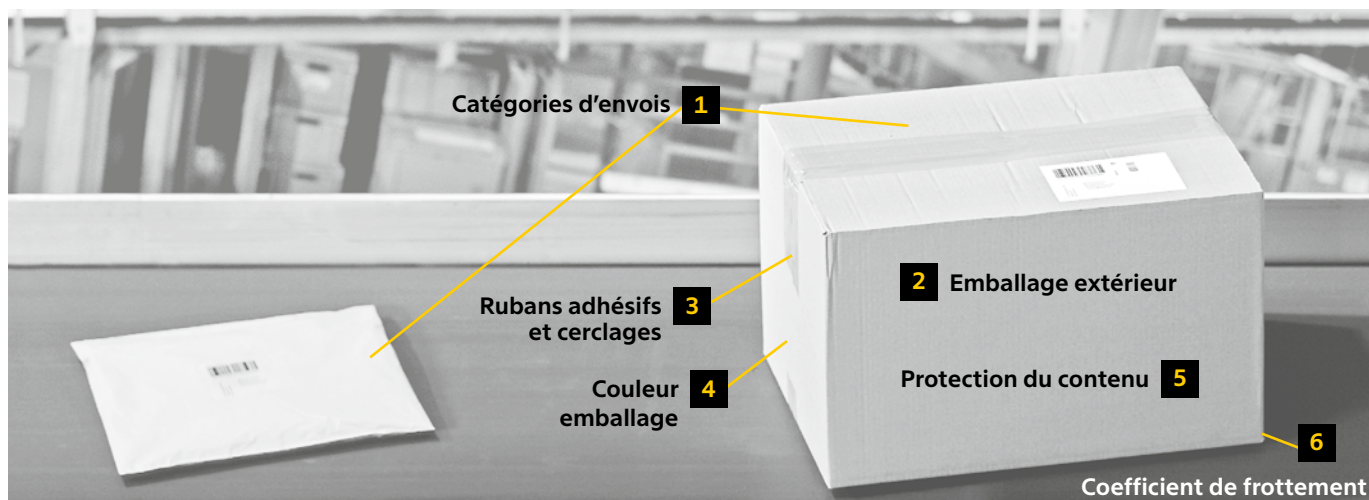 Catégories d’envois 1
2 Emballage extérieur
Rubans adhésifs 3
et cerclages
Protection du contenu 5
Couleur 4
emballage
6
Coefficient de frottement